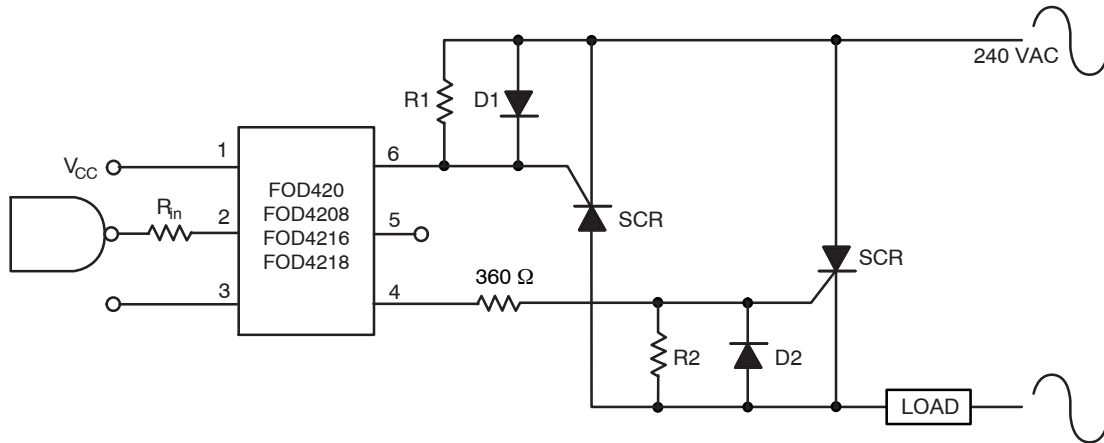 240 VAC
R1
D1
1
6
V_CC
FOD420
FOD4208
FOD4216
FOD4218
R_in
2
5
SCR
SCR
3
4
360 Ω
R2
D2
LOAD